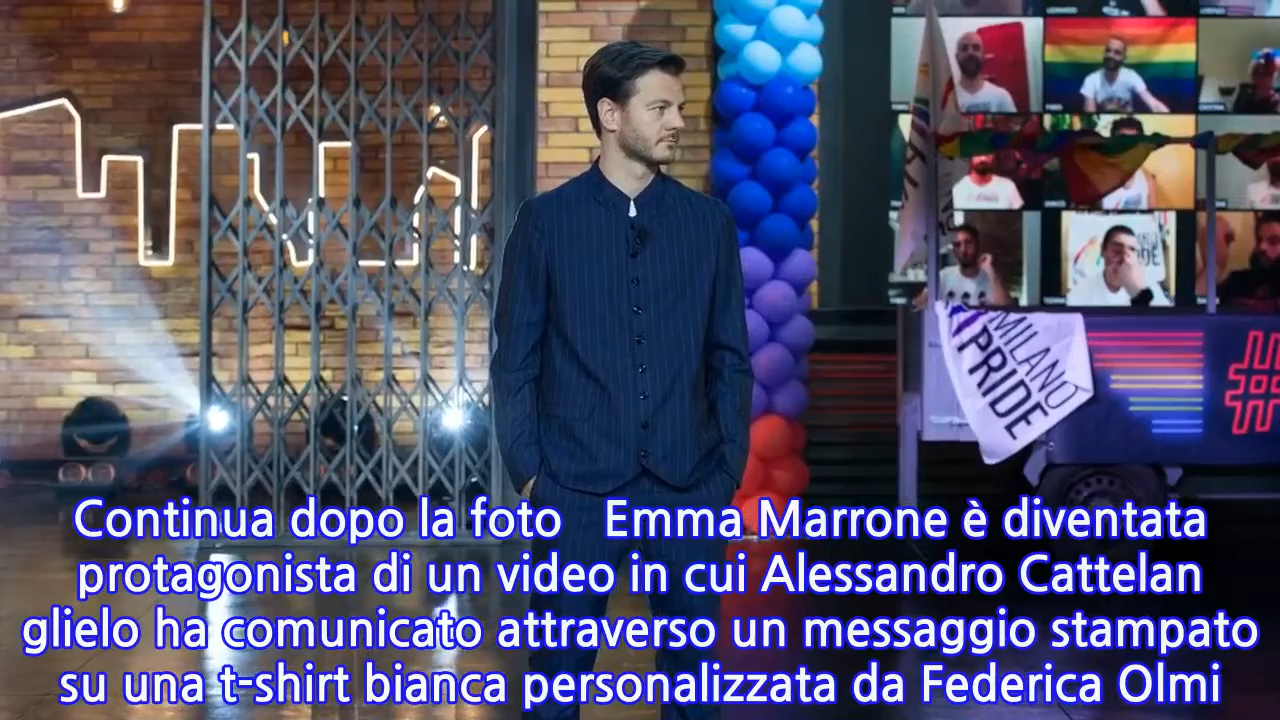 MILANO
PRIDE
#
Continua dopo la foto   Emma Marrone è diventata
protagonista di un video in cui Alessandro Cattelan
glielo ha comunicato attraverso un messaggio stampato
su una t-shirt bianca personalizzata da Federica Olmi